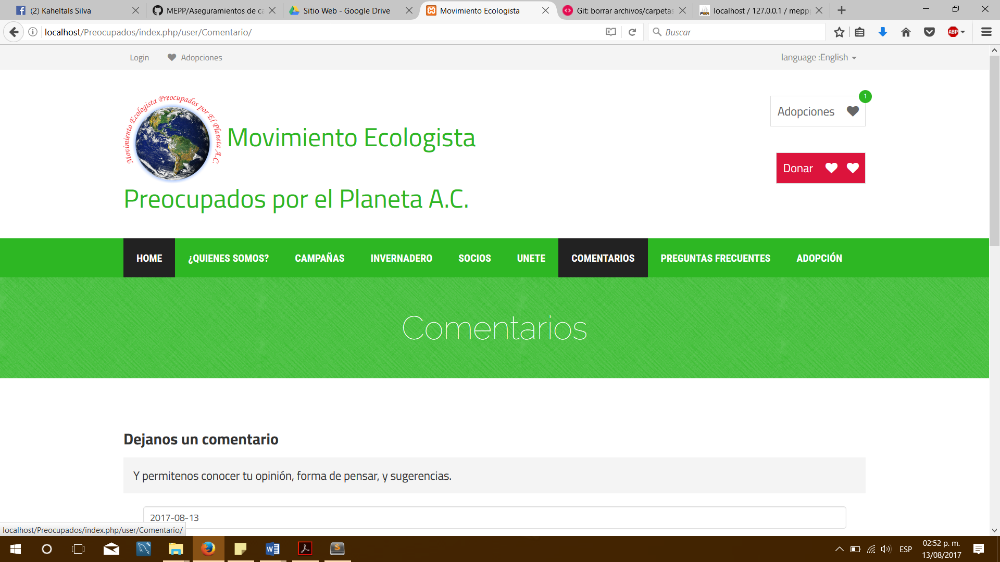 (2) Kaheltals Silva
MEPP/Aseguramientos de ca
Sitio Web - Google Drive
Movimiento Ecologista
Git: borrar archivos/carpetas
localhost / 127.0.0.1 / mepp
localhost/Preocupados/index.php/user/Comentario/
Buscar
ABP
Login
Adopciones
language :English
Movimiento Ecologista Preocupados por El Planeta A.C.
Movimiento Ecologista
Preocupados por el Planeta A.C.
1
Adopciones
Donar
HOME
¿QUIENES SOMOS?
CAMPAÑAS
INVERNADERO
SOCIOS
UNETE
COMENTARIOS
PREGUNTAS FRECUENTES
ADOPCIÓN
Comentarios
Dejanos un comentario
Y permitenos conocer tu opinión, forma de pensar, y sugerencias.
2017-08-13
localhost/Preocupados/index.php/user/Comentario/
ESP
02:52 p. m.
13/08/2017